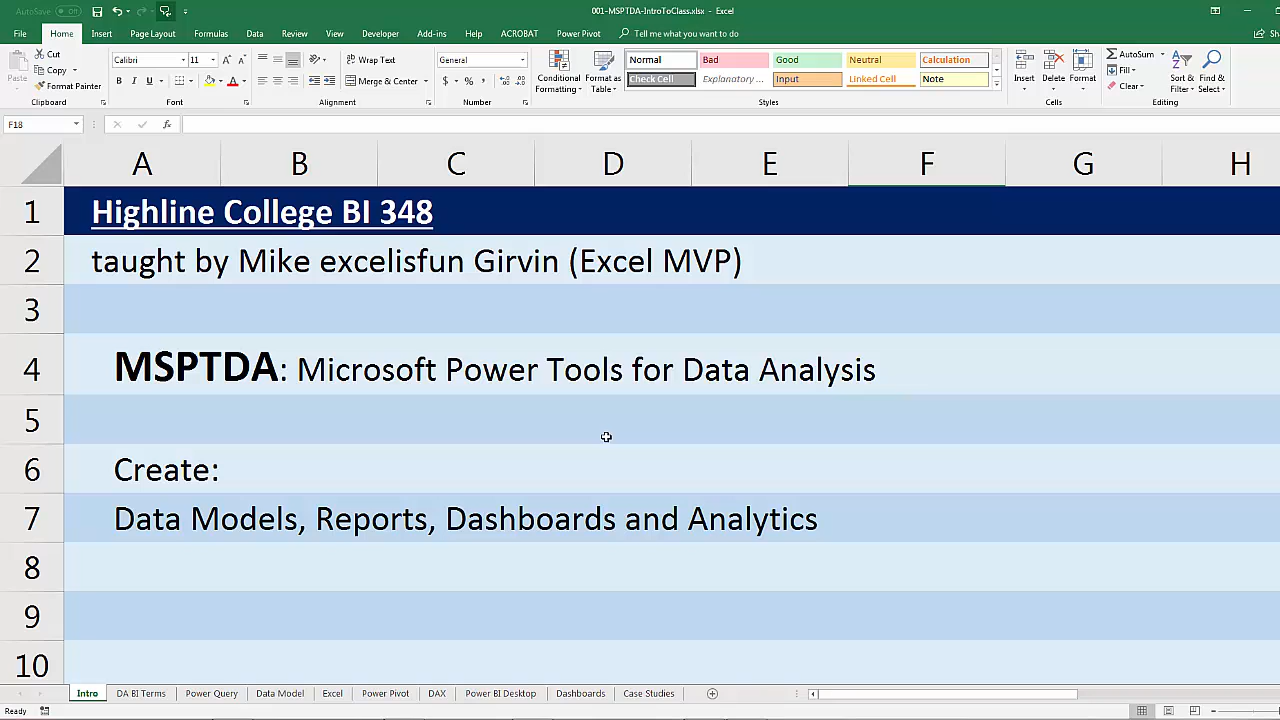 AutoSave Off 001-MSPTDA-IntroToClass.xlsx - Excel
File Home Insert Page Layout Formulas Data Review View Developer Add-ins Help ACROBAT Power Pivot Tell me what you want to do
Paste Cut Copy Format Painter
Clipboard
Calibri 11 A A
B I U A
Font
Wrap
Merge & Center
Alignment
General
$ % ,
Number
Conditional Formatting
Format as Table
Normal Bad Good Neutral Calculation
Check Cell Explanatory ... Input Linked Cell Note
Styles
Insert Delete Format
Cells
AutoSum
Fill
Clear
Sort & Filter
Find & Select
Editing
F18 fx
A B C D E F G H
1 Highline College BI 348
2 taught by Mike excelisfun Girvin (Excel MVP)
3
4 MSPTDA: Microsoft Power Tools for Data Analysis
5
6 Create:
7 Data Models, Reports, Dashboards and Analytics
8
9
10
Intro DA BI Terms Power Query Data Model Excel Power Pivot DAX Power BI Desktop Dashboards Case Studies
Ready